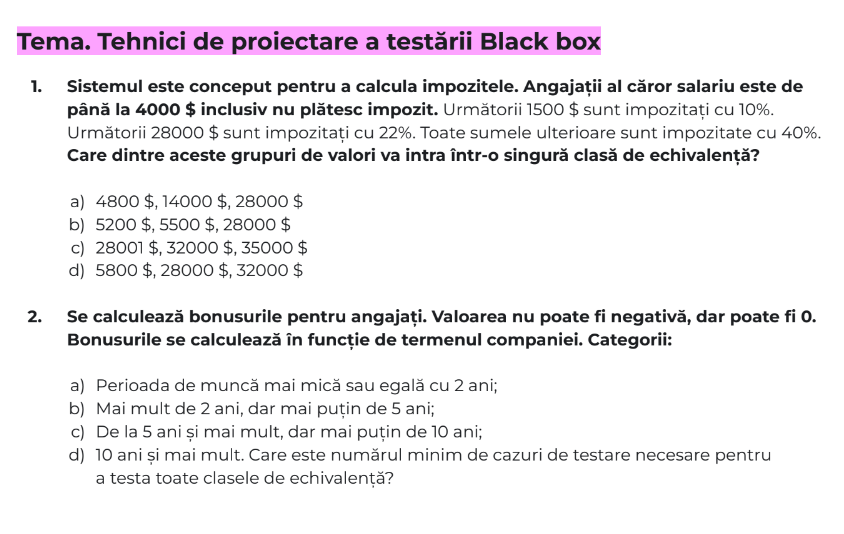 Tema. Tehnici de proiectare a testării Black box
1. Sistemul este conceput pentru a calcula impozitele. Angajații al căror salariu este de
până la 4000 $ inclusiv nu plătesc impozit. Următorii 1500 $ sunt impozitați cu 10%.
Următorii 28000 $ sunt impozitați cu 22%. Toate sumele ulterioare sunt impozitate cu 40%.
Care dintre aceste grupuri de valori va intra într-o singură clasă de echivalență?
a) 4800 $, 14000 $, 28000 $
b) 5200 $, 5500 $, 28000 $
c) 28001 $, 32000 $, 35000 $
d) 5800 $, 28000 $, 32000 $
2. Se calculează bonusurile pentru angajați. Valoarea nu poate fi negativă, dar poate fi 0.
Bonusurile se calculează în funcție de termenul companiei. Categorii:
a) Perioada de muncă mai mică sau egală cu 2 ani;
b) Mai mult de 2 ani, dar mai puțin de 5 ani;
c) De la 5 ani și mai mult, dar mai puțin de 10 ani;
d) 10 ani și mai mult. Care este numărul minim de cazuri de testare necesare pentru
a testa toate clasele de echivalență?